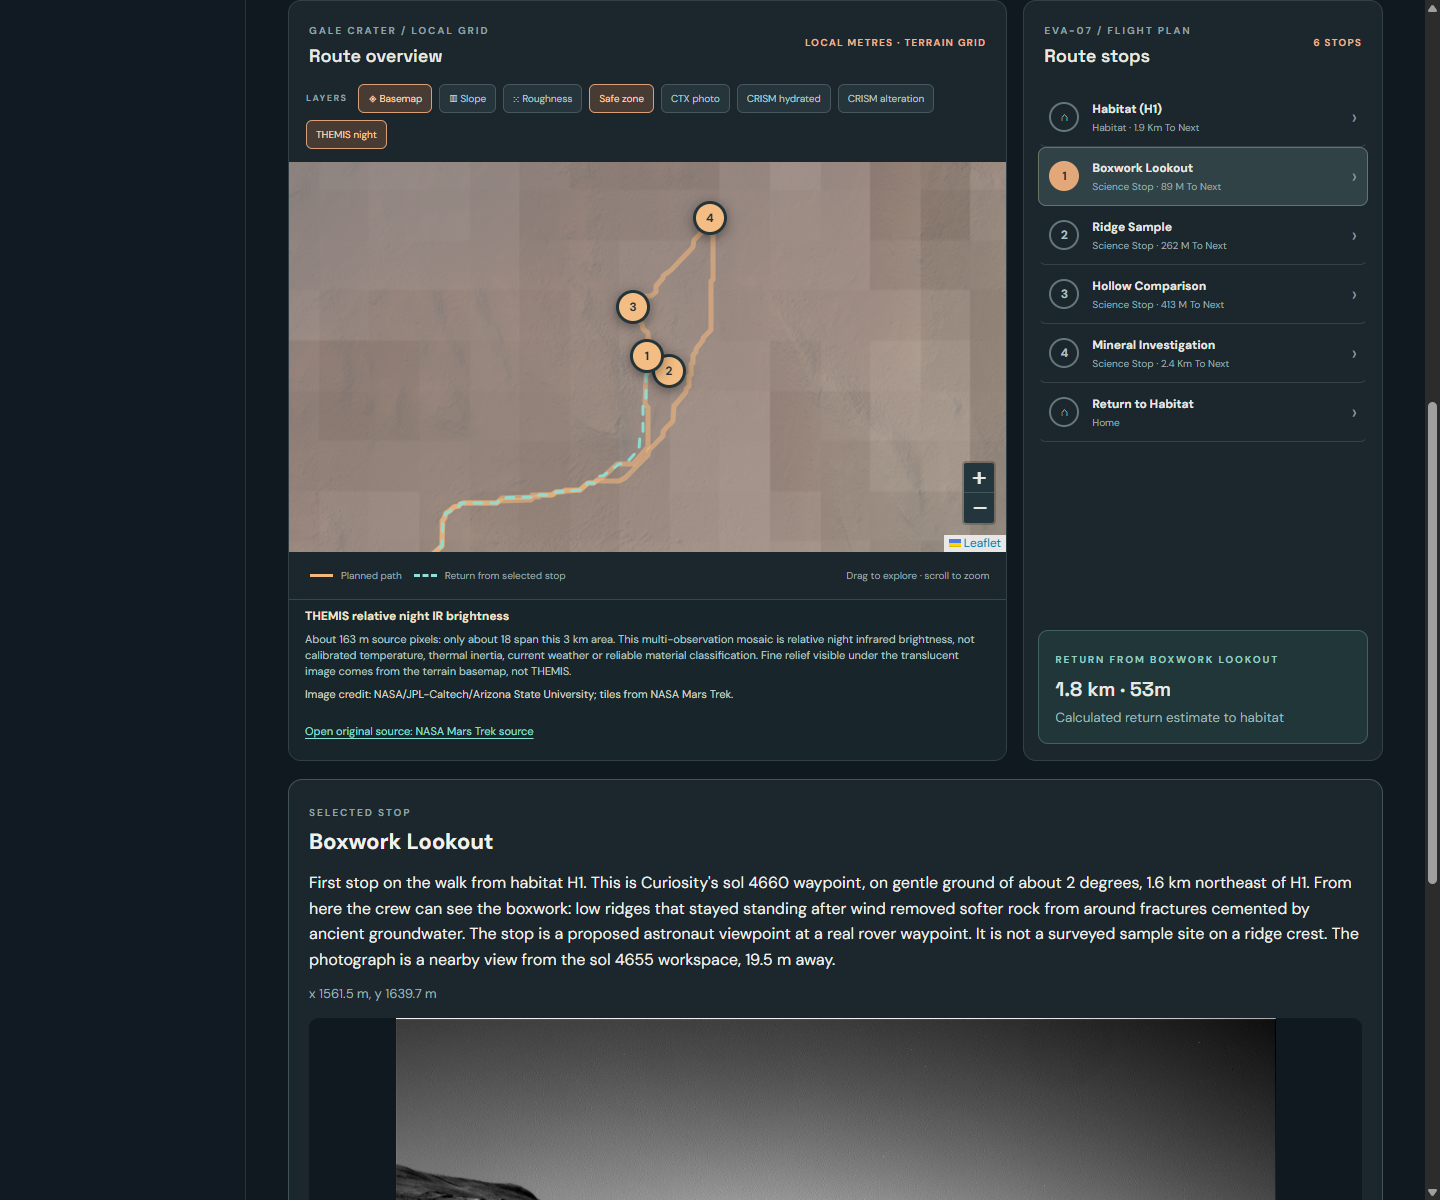 GALE CRATER / LOCAL GRID
Route overview
LOCAL METRES · TERRAIN GRID
LAYERS
Basemap
Slope
Roughness
Safe zone
CTX photo
CRISM hydrated
CRISM alteration
THEMIS night
4
3
1
2
+
−
Leaflet
Planned path
Return from selected stop
Drag to explore · scroll to zoom
THEMIS relative night IR brightness
About 163 m source pixels: only about 18 span this 3 km area. This multi-observation mosaic is relative night infrared brightness, not
calibrated temperature, thermal inertia, current weather or reliable material classification. Fine relief visible under the translucent
image comes from the terrain basemap, not THEMIS.
Image credit: NASA/JPL-Caltech/Arizona State University; tiles from NASA Mars Trek.
Open original source: NASA Mars Trek source
EVA-07 / FLIGHT PLAN
Route stops
6 STOPS
Habitat (H1)
Habitat · 1.9 Km To Next
1
Boxwork Lookout
Science Stop · 89 M To Next
2
Ridge Sample
Science Stop · 262 M To Next
3
Hollow Comparison
Science Stop · 413 M To Next
4
Mineral Investigation
Science Stop · 2.4 Km To Next
Return to Habitat
Home
RETURN FROM BOXWORK LOOKOUT
1.8 km · 53m
Calculated return estimate to habitat
SELECTED STOP
Boxwork Lookout
First stop on the walk from habitat H1. This is Curiosity's sol 4660 waypoint, on gentle ground of about 2 degrees, 1.6 km northeast of H1. From
here the crew can see the boxwork: low ridges that stayed standing after wind removed softer rock from around fractures cemented by
ancient groundwater. The stop is a proposed astronaut viewpoint at a real rover waypoint. It is not a surveyed sample site on a ridge crest. The
photograph is a nearby view from the sol 4655 workspace, 19.5 m away.
x 1561.5 m, y 1639.7 m